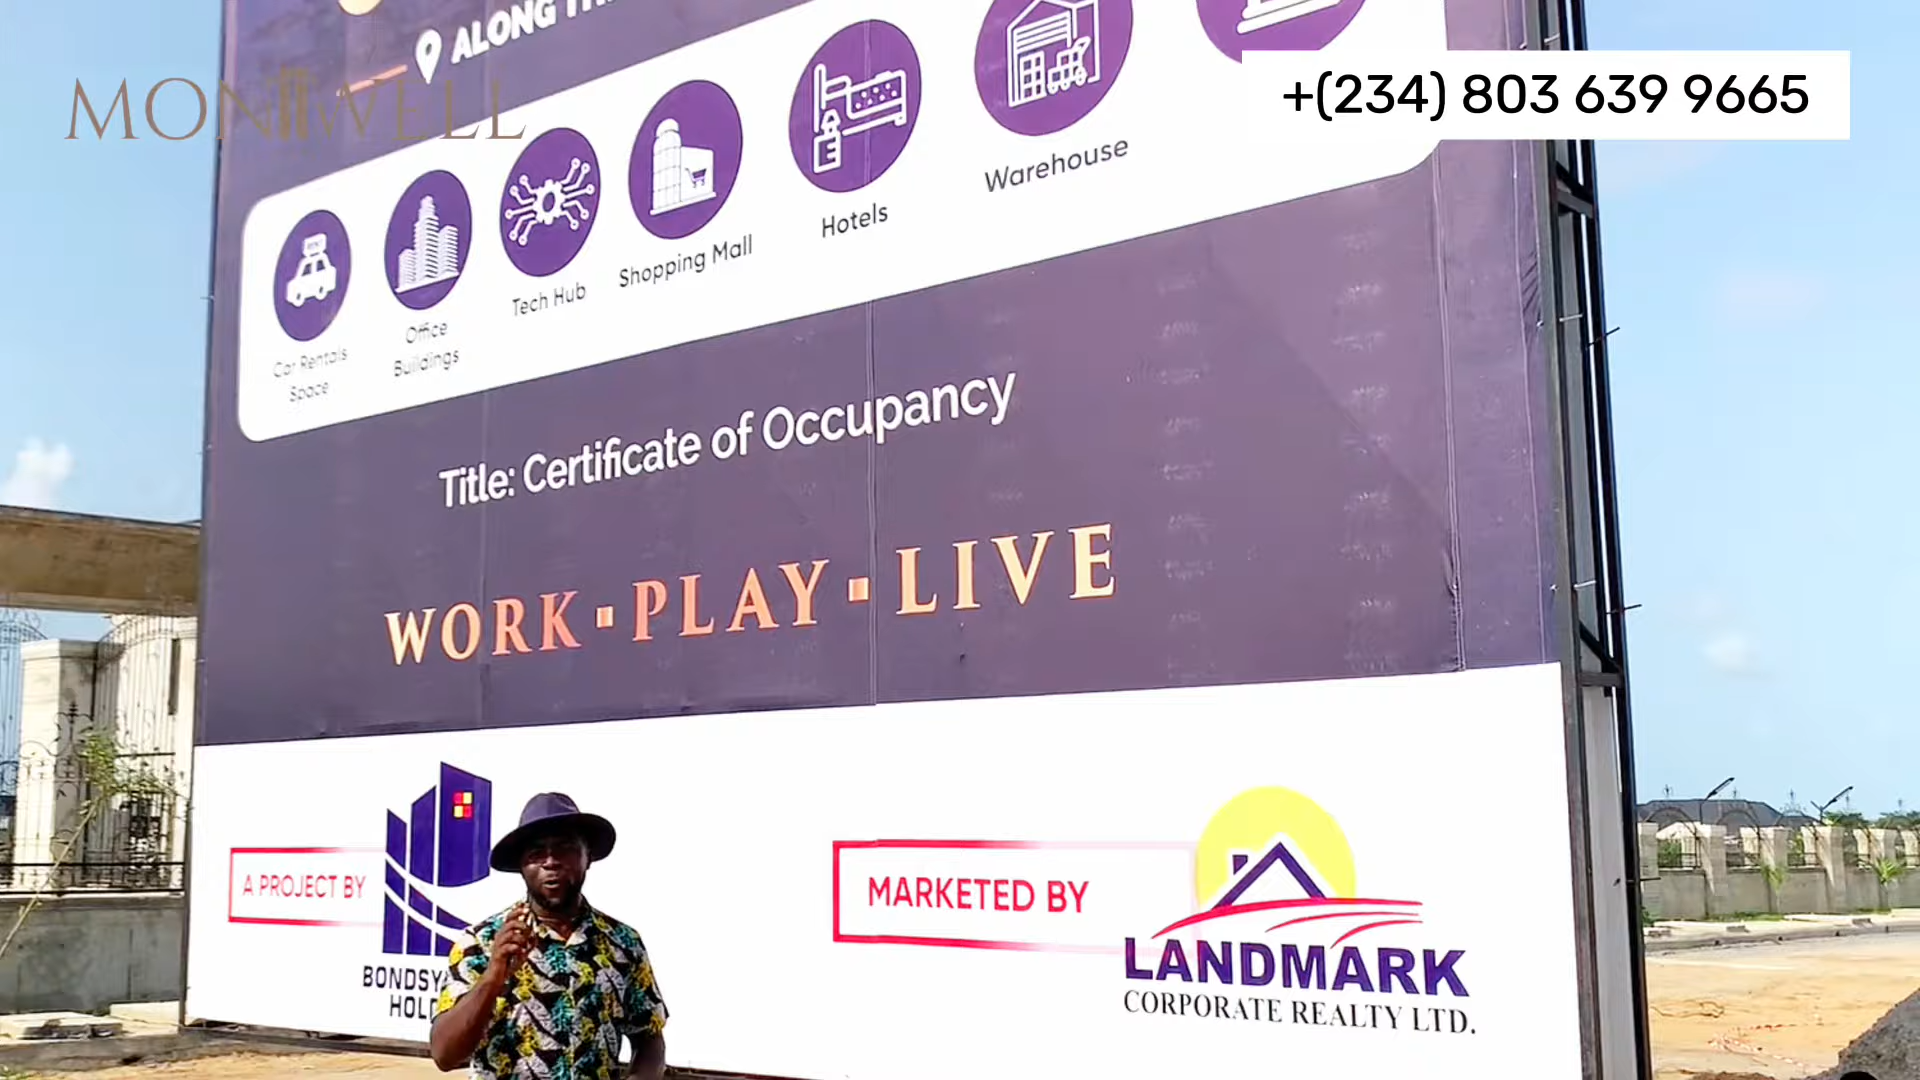 ALONG
MONIWELL
+(234) 803 639 9665
Car Rentals
Space
Office
Buildings
Tech Hub
Shopping Mall
Hotels
Warehouse
Title: Certificate of Occupancy
WORK▪PLAY▪LIVE
A PROJECT BY
MARKETED BY
LANDMARK
CORPORATE REALTY LTD.